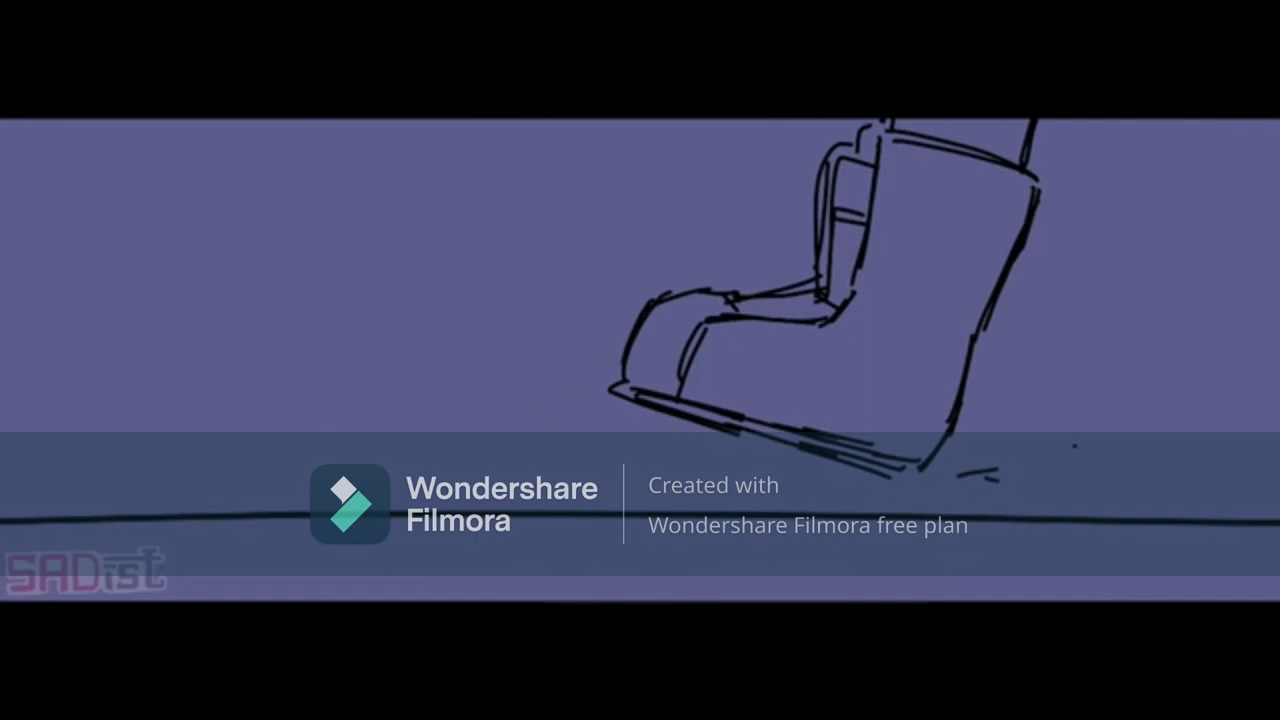 Wondershare
Filmora
Created with
Wondershare Filmora free plan
SADist